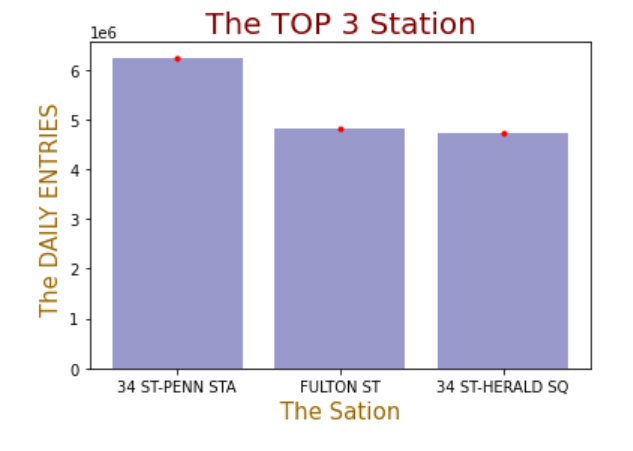 The TOP 3 Station
1e6
6
5
4
3
2
1
0
The DAILY ENTRIES
34 ST-PENN STA FULTON ST 34 ST-HERALD SQ
The Sation